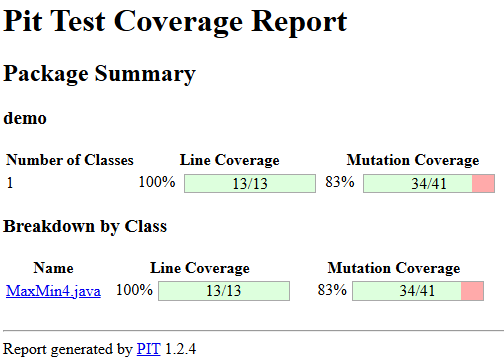 Pit Test Coverage Report
Package Summary
demo
Number of Classes Line Coverage Mutation Coverage
1 100% 13/13 83% 34/41
Breakdown by Class
Name Line Coverage Mutation Coverage
MaxMin4.java 100% 13/13 83% 34/41
Report generated by PIT 1.2.4